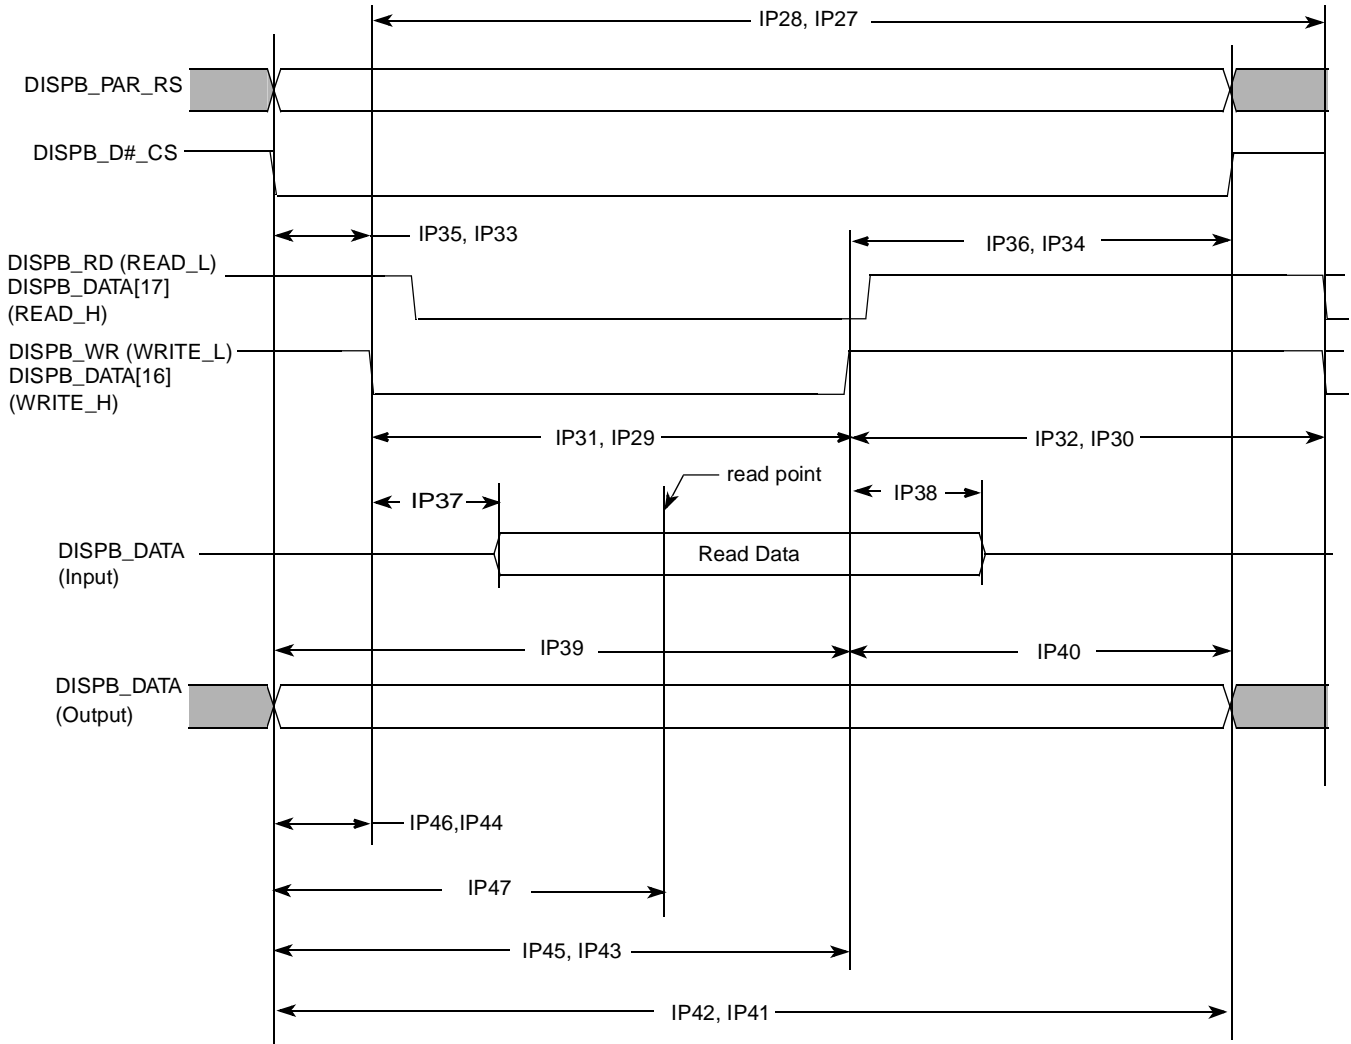 IP28, IP27
DISPB_PAR_RS
DISPB_D#_CS
IP35, IP33
IP36, IP34
DISPB_RD (READ_L)
DISPB_DATA[17]
(READ_H)
DISPB_WR (WRITE_L)
DISPB_DATA[16]
(WRITE_H)
IP31, IP29
IP32, IP30
read point
IP37
IP38
DISPB_DATA
(Input)
Read Data
IP39
IP40
DISPB_DATA
(Output)
IP46,IP44
IP47
IP45, IP43
IP42, IP41